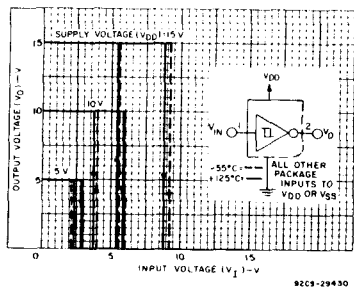 SUPPLY VOLTAGE (VDD) = 15 V
15
10 V
10
5 V
5
OUTPUT VOLTAGE (VO) – V
VDD
VIN
1
2
VO
-55°C
+125°C
ALL OTHER
PACKAGE
INPUTS TO
VDD OR VSS
0
5
10
15
INPUT VOLTAGE (VI) – V
92CS-29430